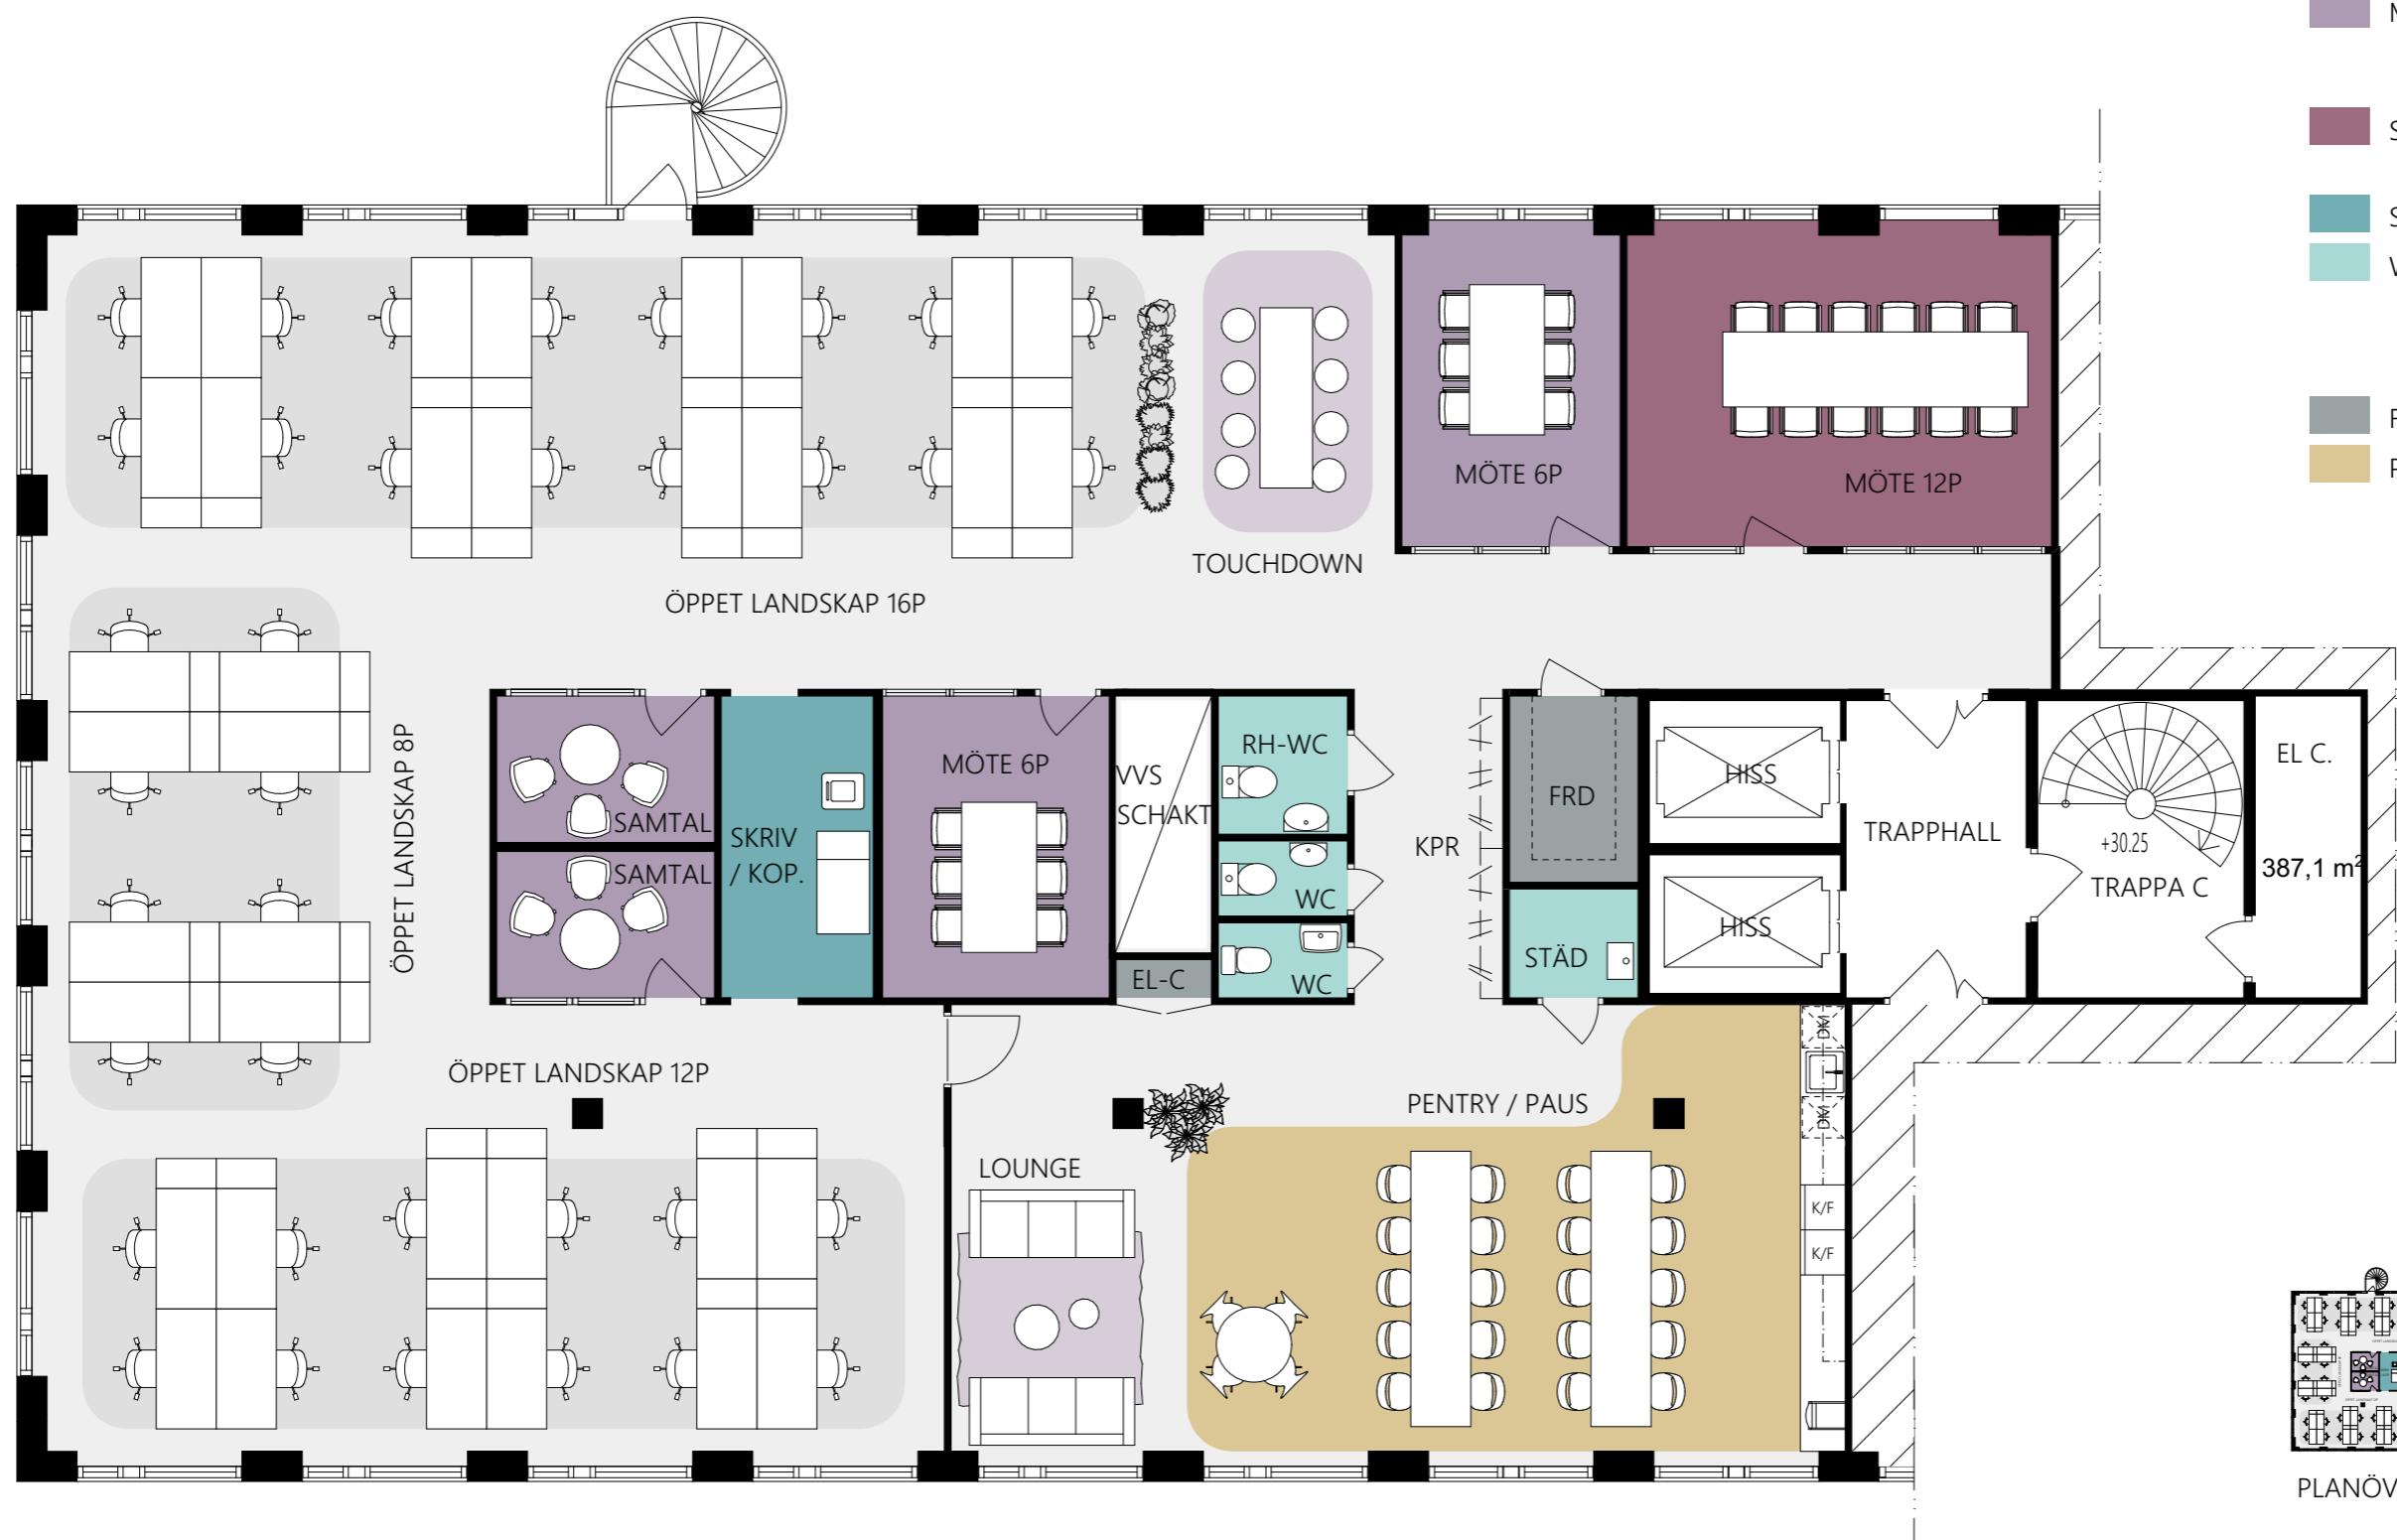 MÖTE 6P
MÖTE 12P
TOUCHDOWN
ÖPPET LANDSKAP 16P
ÖPPET LANDSKAP 8P
SAMTAL
SAMTAL
SKRIV
/ KOP.
MÖTE 6P
VVS
SCHAKT
EL-C
RH-WC
WC
WC
KPR
FRD
STÄD
HISS
HISS
TRAPPHALL
+30.25
TRAPPA C
EL C.
387,1 m²
ÖPPET LANDSKAP 12P
LOUNGE
PENTRY / PAUS
DM
DM
K/F
K/F